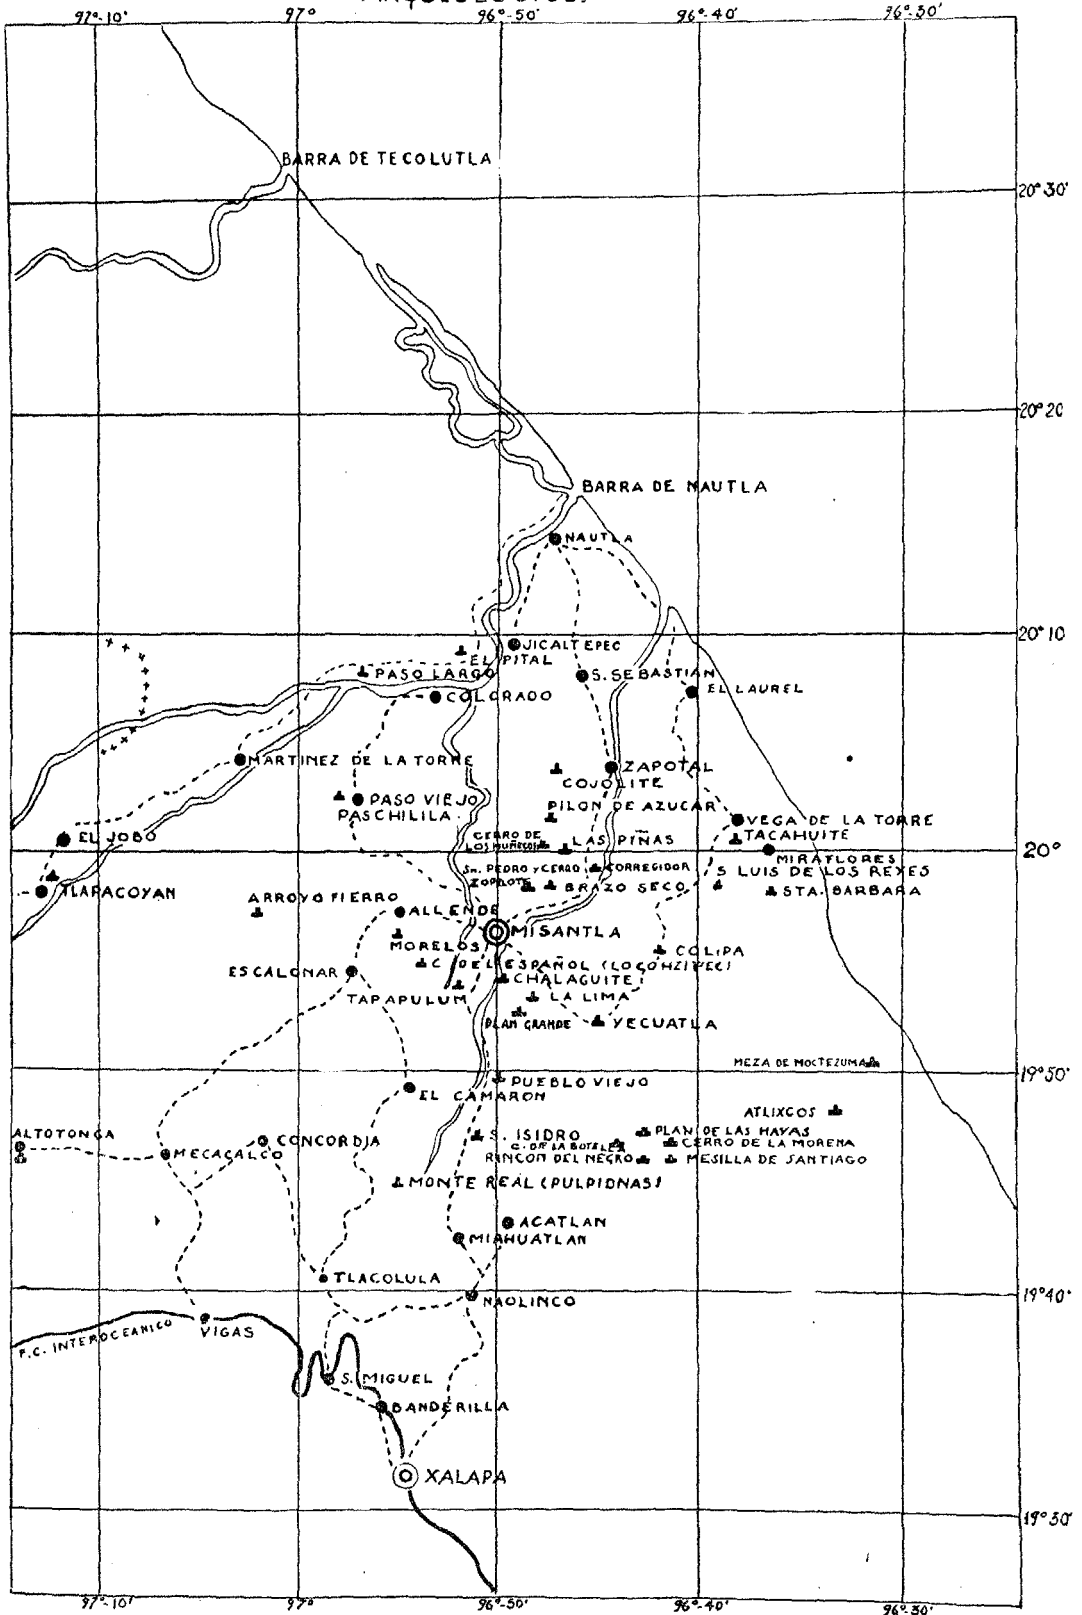 97°-10'
97°
96°-50'
96°-40'
96°-30'
BARRA DE TECOLUTLA
20°30'
20°20'
BARRA DE NAUTLA
NAUTLA
20°10'
JICALTEPEC
EL PITAL
PASO LARGO
S. SEBASTIAN
COLORADO
EL LAUREL
MARTINEZ DE LA TORRE
ZAPOTAL
COJOLITE
PASO VIEJO
PILON DE AZUCAR
PASCHILILA
VEGA DE LA TORRE
EL JOBO
CERRO DE
LOS MUÑECOS
LAS PIÑAS
TACAHUITE
20°
MIRAFLORES
Sn. PEDRO y CERRO
ZOPILOTE
CORREGIDOR
S LUIS DE LOS REYES
TLAPACOYAN
BRAZO SECO
STA. BARBARA
ARROYO FIERRO
ALLENDE
MISANTLA
MORELOS
COLIPA
C. DEL ESPAÑOL
ESCALONAR
CHALAGUITE
TAPAPULUM
LA LIMA
PLAN GRANDE
YECUATLA
MEZA DE MOCTEZUMA
19°50'
PUEBLO VIEJO
EL CAMARON
ATLIXCOS
ALTOTONGA
CONCORDIA
S. ISIDRO
PLAN DE LAS HAYAS
C. DE LA BOTELLA
CERRO DE LA MORENA
MECACALCO
RINCON DEL NEGRO
MESILLA DE SANTIAGO
MONTE REAL (PULPIDNAS)
ACATLAN
MIAHUATLAN
TLACOLULA
19°40'
NAOLINCO
F.C. INTEROCEANICO
VIGAS
S. MIGUEL
BANDERILLA
XALAPA
19°30'
97°-10'
97°
96°-50'
96°-40'
96°-30'